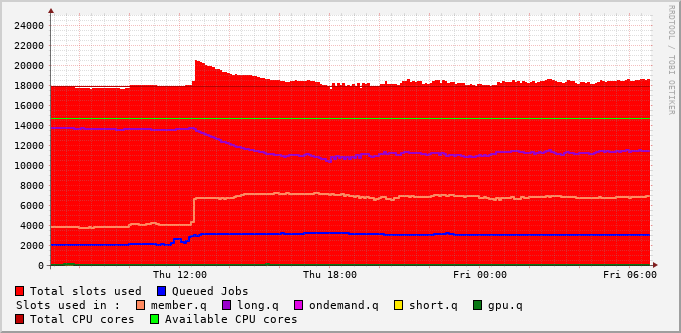 RRDTOOL / TOBI OETIKER
24000
22000
20000
18000
16000
14000
12000
10000
8000
6000
4000
2000
0
Thu 12:00 Thu 18:00 Fri 00:00 Fri 06:00
Total slots used Queued Jobs
Slots used in : member.q long.q ondemand.q short.q gpu.q
Total CPU cores Available CPU cores